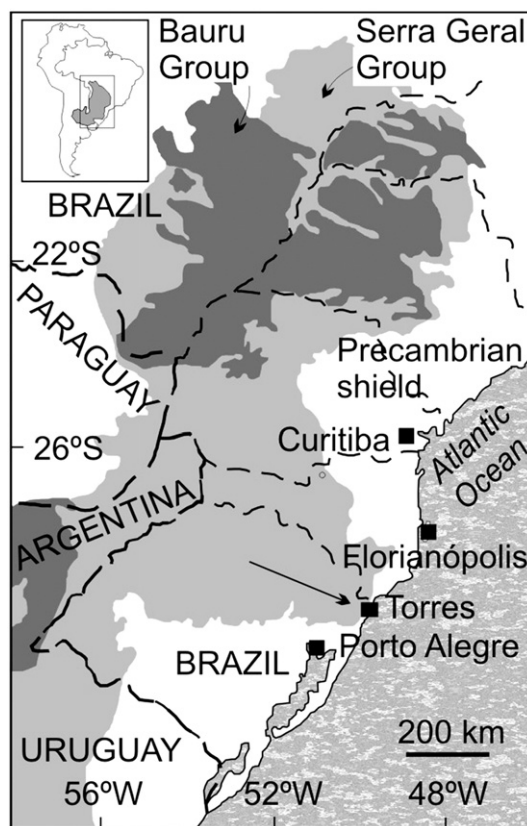 Bauru
Group
Serra Geral
Group
BRAZIL
22ºS
PARAGUAY
Precambrian
shield
Curitiba
26ºS
Atlantic
Ocean
ARGENTINA
Florianópolis
Torres
Porto Alegre
BRAZIL
URUGUAY
200 km
56ºW
52ºW
48ºW